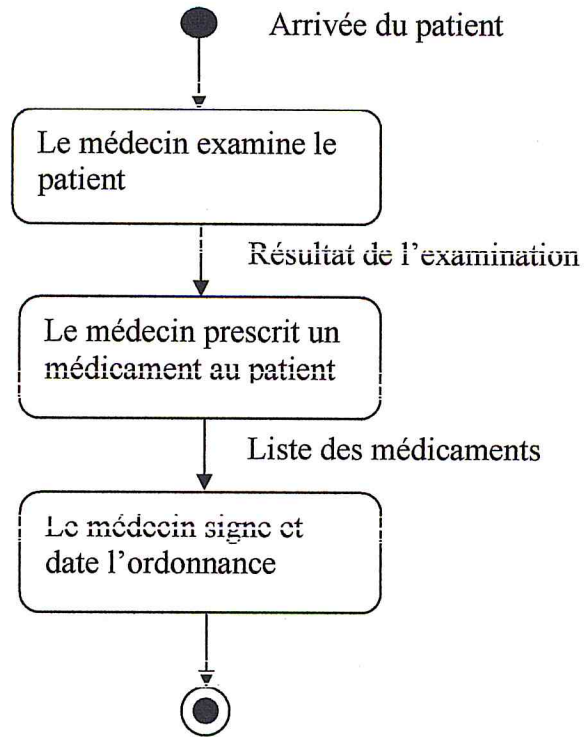 Arrivée du patient
Le médecin examine le
patient
Résultat de l'examination
Le médecin prescrit un
médicament au patient
Liste des médicaments
Le médecin signe et
date l'ordonnance